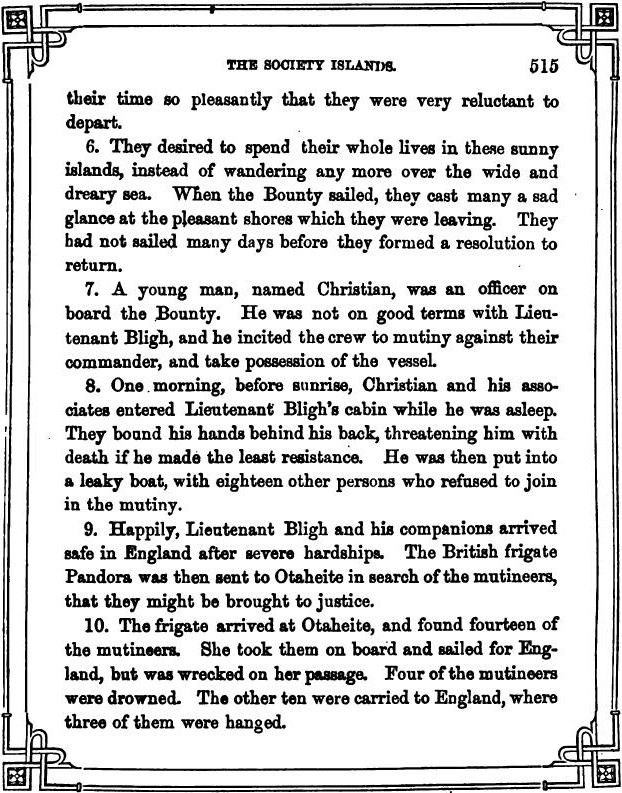 THE SOCIETY ISLANDS. 515
their time so pleasantly that they were very reluctant to
depart.
6. They desired to spend their whole lives in these sunny
islands, instead of wandering any more over the wide and
dreary sea. When the Bounty sailed, they cast many a sad
glance at the pleasant shores which they were leaving. They
had not sailed many days before they formed a resolution to
return.
7. A young man, named Christian, was an officer on
board the Bounty. He was not on good terms with Lieu-
tenant Bligh, and he incited the crew to mutiny against their
commander, and take possession of the vessel.
8. One morning, before sunrise, Christian and his asso-
ciates entered Lieutenant Bligh's cabin while he was asleep.
They bound his hands behind his back, threatening him with
death if he made the least resistance. He was then put into
a leaky boat, with eighteen other persons who refused to join
in the mutiny.
9. Happily, Lieutenant Bligh and his companions arrived
safe in England after severe hardships. The British frigate
Pandora was then sent to Otaheite in search of the mutineers,
that they might be brought to justice.
10. The frigate arrived at Otaheite, and found fourteen of
the mutineers. She took them on board and sailed for Eng-
land, but was wrecked on her passage. Four of the mutineers
were drowned. The other ten were carried to England, where
three of them were hanged.